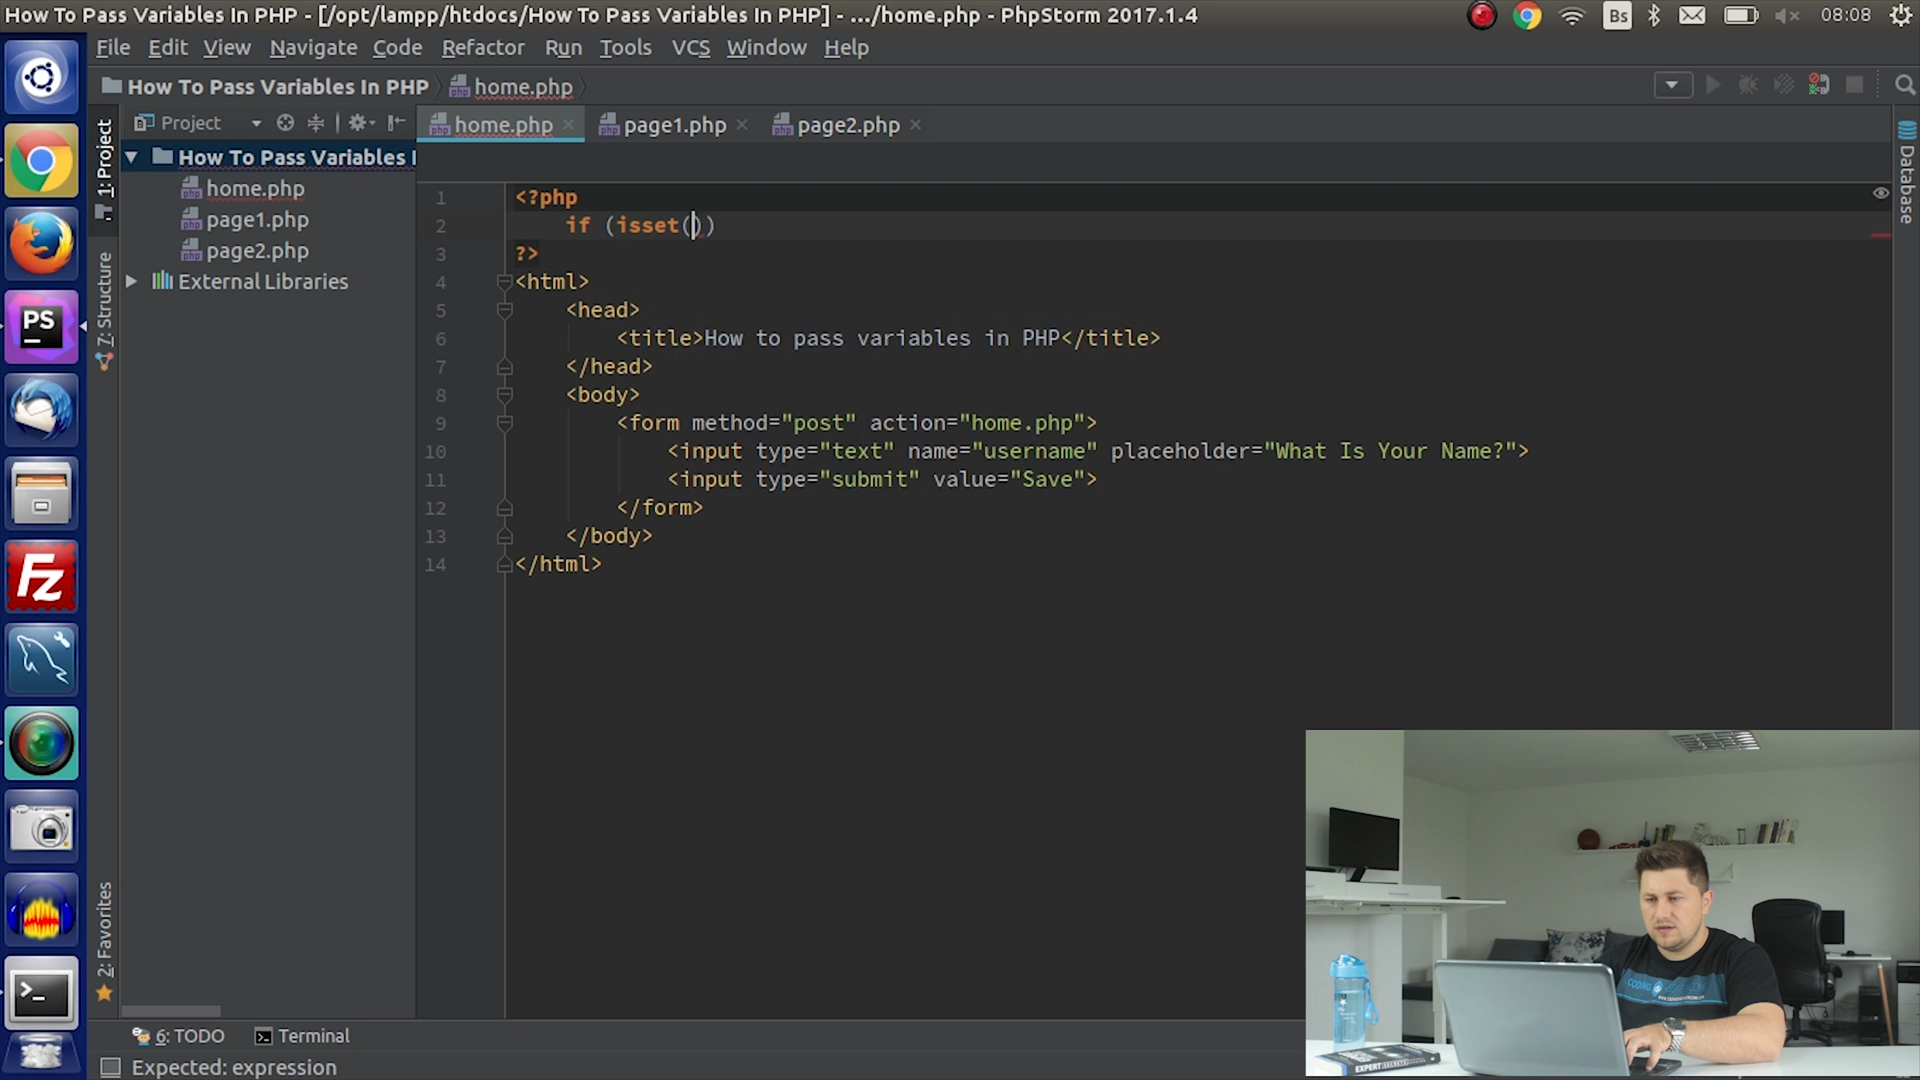 How To Pass Variables In PHP - [/opt/lampp/htdocs/How To Pass Variables In PHP] - .../home.php - PhpStorm 2017.1.4
Bs
08:08
File Edit View Navigate Code Refactor Run Tools VCS Window Help
How To Pass Variables In PHP home.php
1: Project
Project
home.php page1.php page2.php
How To Pass Variables I
home.php
page1.php
page2.php
External Libraries
7: Structure
2: Favorites
Database
1 <?php
2 if (isset())
3 ?>
4 <html>
5 <head>
6 <title>How to pass variables in PHP</title>
7 </head>
8 <body>
9 <form method="post" action="home.php">
10 <input type="text" name="username" placeholder="What Is Your Name?">
11 <input type="submit" value="Save">
12 </form>
13 </body>
14 </html>
PS
Fz
>_
6: TODO Terminal
Expected: expression
CODING
EXPERT